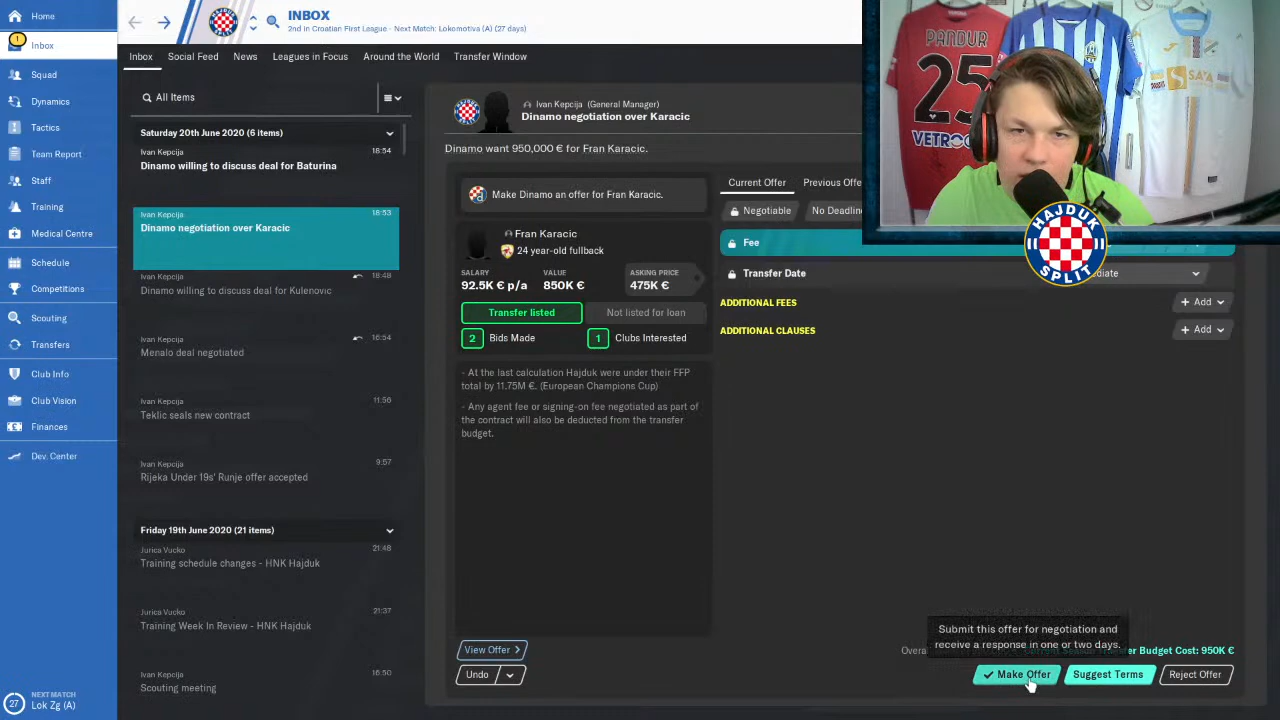 Home
1
Inbox
Squad
Dynamics
Tactics
Team Report
Staff
Training
Medical Centre
Schedule
Competitions
Scouting
Transfers
Club Info
Club Vision
Finances
Dev. Center
27
NEXT MATCH
Lok Zg (A)
SPLIT
INBOX
2nd in Croatian First League - Next Match: Lokomotiva (27 days)
Inbox
Social Feed
News
Leagues in Focus
Around the World
Transfer Window
All Items
Saturday 20th June 2020 (6 items)
Ivan Kepcija 18:54
Dinamo willing to discuss deal for Baturina
Ivan Kepcija 18:53
Dinamo negotiation over Karacic
Ivan Kepcija 18:48
Dinamo willing to discuss deal for Kulenovic
Ivan Kepcija 16:54
Menalo deal negotiated
Ivan Kepcija 11:56
Teklic seals new contract
Ivan Kepcija 9:57
Rijeka Under 19s' Runje offer accepted
Friday 19th June 2020 (21 items)
Jurica Vucko 21:48
Training schedule changes - HNK Hajduk
Jurica Vucko 21:37
Training Week In Review - HNK Hajduk
Ivan Kepcija 16:50
Scouting meeting
Ivan Kepcija (General Manager)
Dinamo negotiation over Karacic
Dinamo want 950,000 € for Fran Karacic.
Make Dinamo an offer for Fran Karacic.
Fran Karacic
24 year-old fullback
SALARY VALUE ASKING PRICE
92.5K € p/a 850K € 475K €
Transfer listed Not listed for loan
2 Bids Made 1 Clubs Interested
- At the last calculation Hajduk were under their FFP
total by 11.75M €. (European Champions Cup)
- Any agent fee or signing-on fee negotiated as part of
the contract will also be deducted from the transfer
budget.
View Offer
Undo
Current Offer Previous Offe
Negotiable No Deadlin
Fee
Transfer Date diate
ADDITIONAL FEES + Add
ADDITIONAL CLAUSES + Add
Submit this offer for negotiation and
receive a response in one or two days.
Overa er Budget Cost: 950K €
Make Offer Suggest Terms Reject Offer
PANDUR
25
VETROC
SAZA
HAJDUK
SPLIT